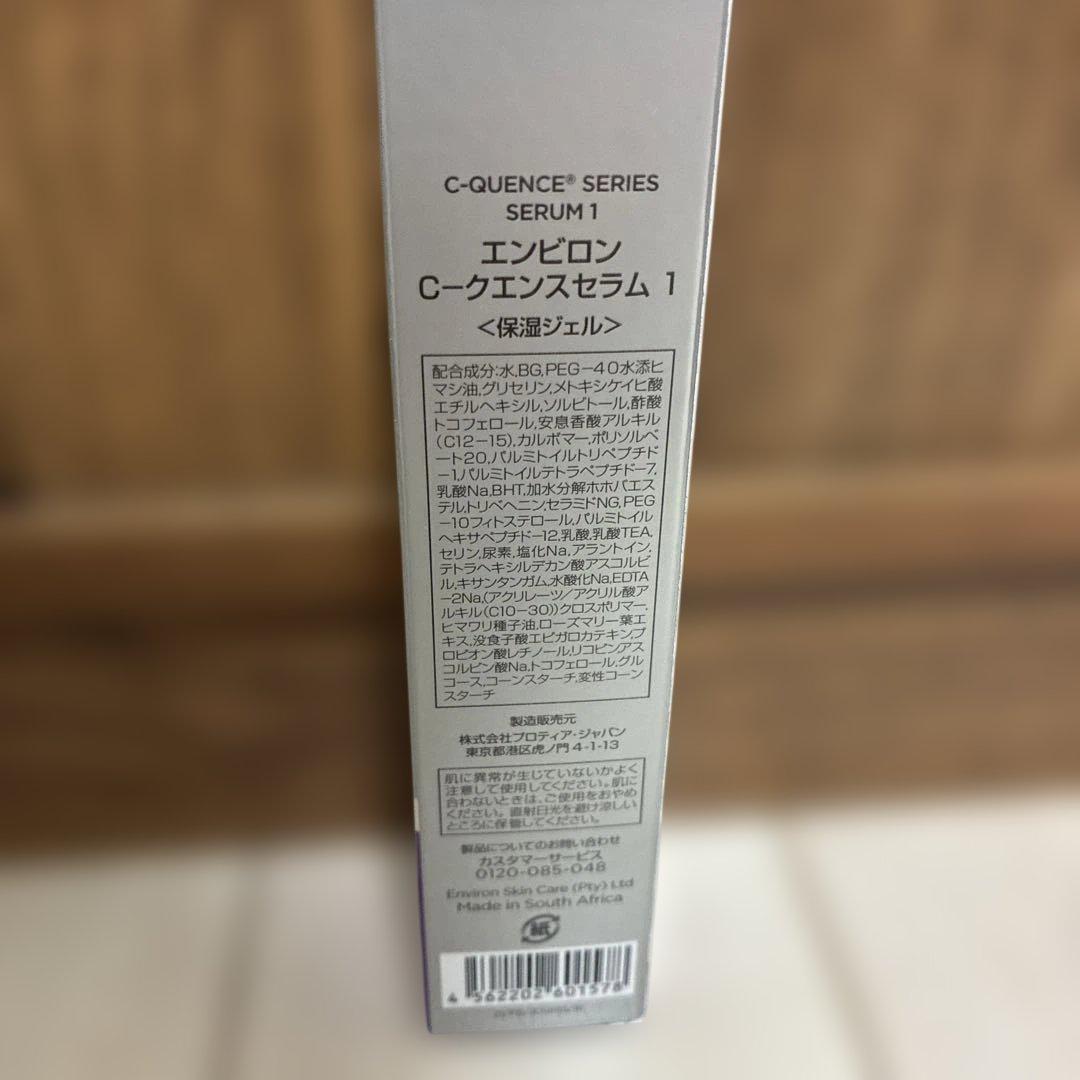 C-QUENCE® SERIES
SERUM 1
エンビロン
C－クエンスセラム 1
＜保湿ジェル＞
配合成分:水,BG,PEG－40水添ヒ
マシ油,グリセリン,メトキシケイヒ酸
エチルヘキシル,ソルビトール,酢酸
トコフェロール,安息香酸アルキル
(C12－15),カルボマー,ポリソルベ
ート20,パルミトイルトリペプチド
－1,パルミトイルテトラペプチド－7,
乳酸Na,BHT,加水分解ホホバエス
テル,トリベヘニン,セラミドNG,PEG
－10フィトステロール,パルミトイル
ヘキサペプチド－12,乳酸,乳酸TEA,
セリン,尿素,塩化Na,アラントイン,
テトラヘキシルデカン酸アスコルビ
ル,キサンタンガム,水酸化Na,EDTA
－2Na,(アクリレーツ／アクリル酸ア
ルキル(C10－30))クロスポリマー,
ヒマワリ種子油,ローズマリー葉エ
キス,没食子酸エピガロカテキン,プ
ロピオン酸レチノール,リコピン,アス
コルビン酸Na,トコフェロール,グル
コース,コーンスターチ,変性コーン
スターチ
製造販売元
株式会社プロティア・ジャパン
東京都港区虎ノ門 4-1-13
肌に異常が生じていないかよく
注意して使用してください。肌に
合わないときは、ご使用をおやめ
ください。直射日光を避け涼しい
ところに保管してください。
製品についてのお問い合わせ
カスタマーサービス
0120-085-048
Environ Skin Care (Pty) Ltd
Made in South Africa
紙
4 562202 601578